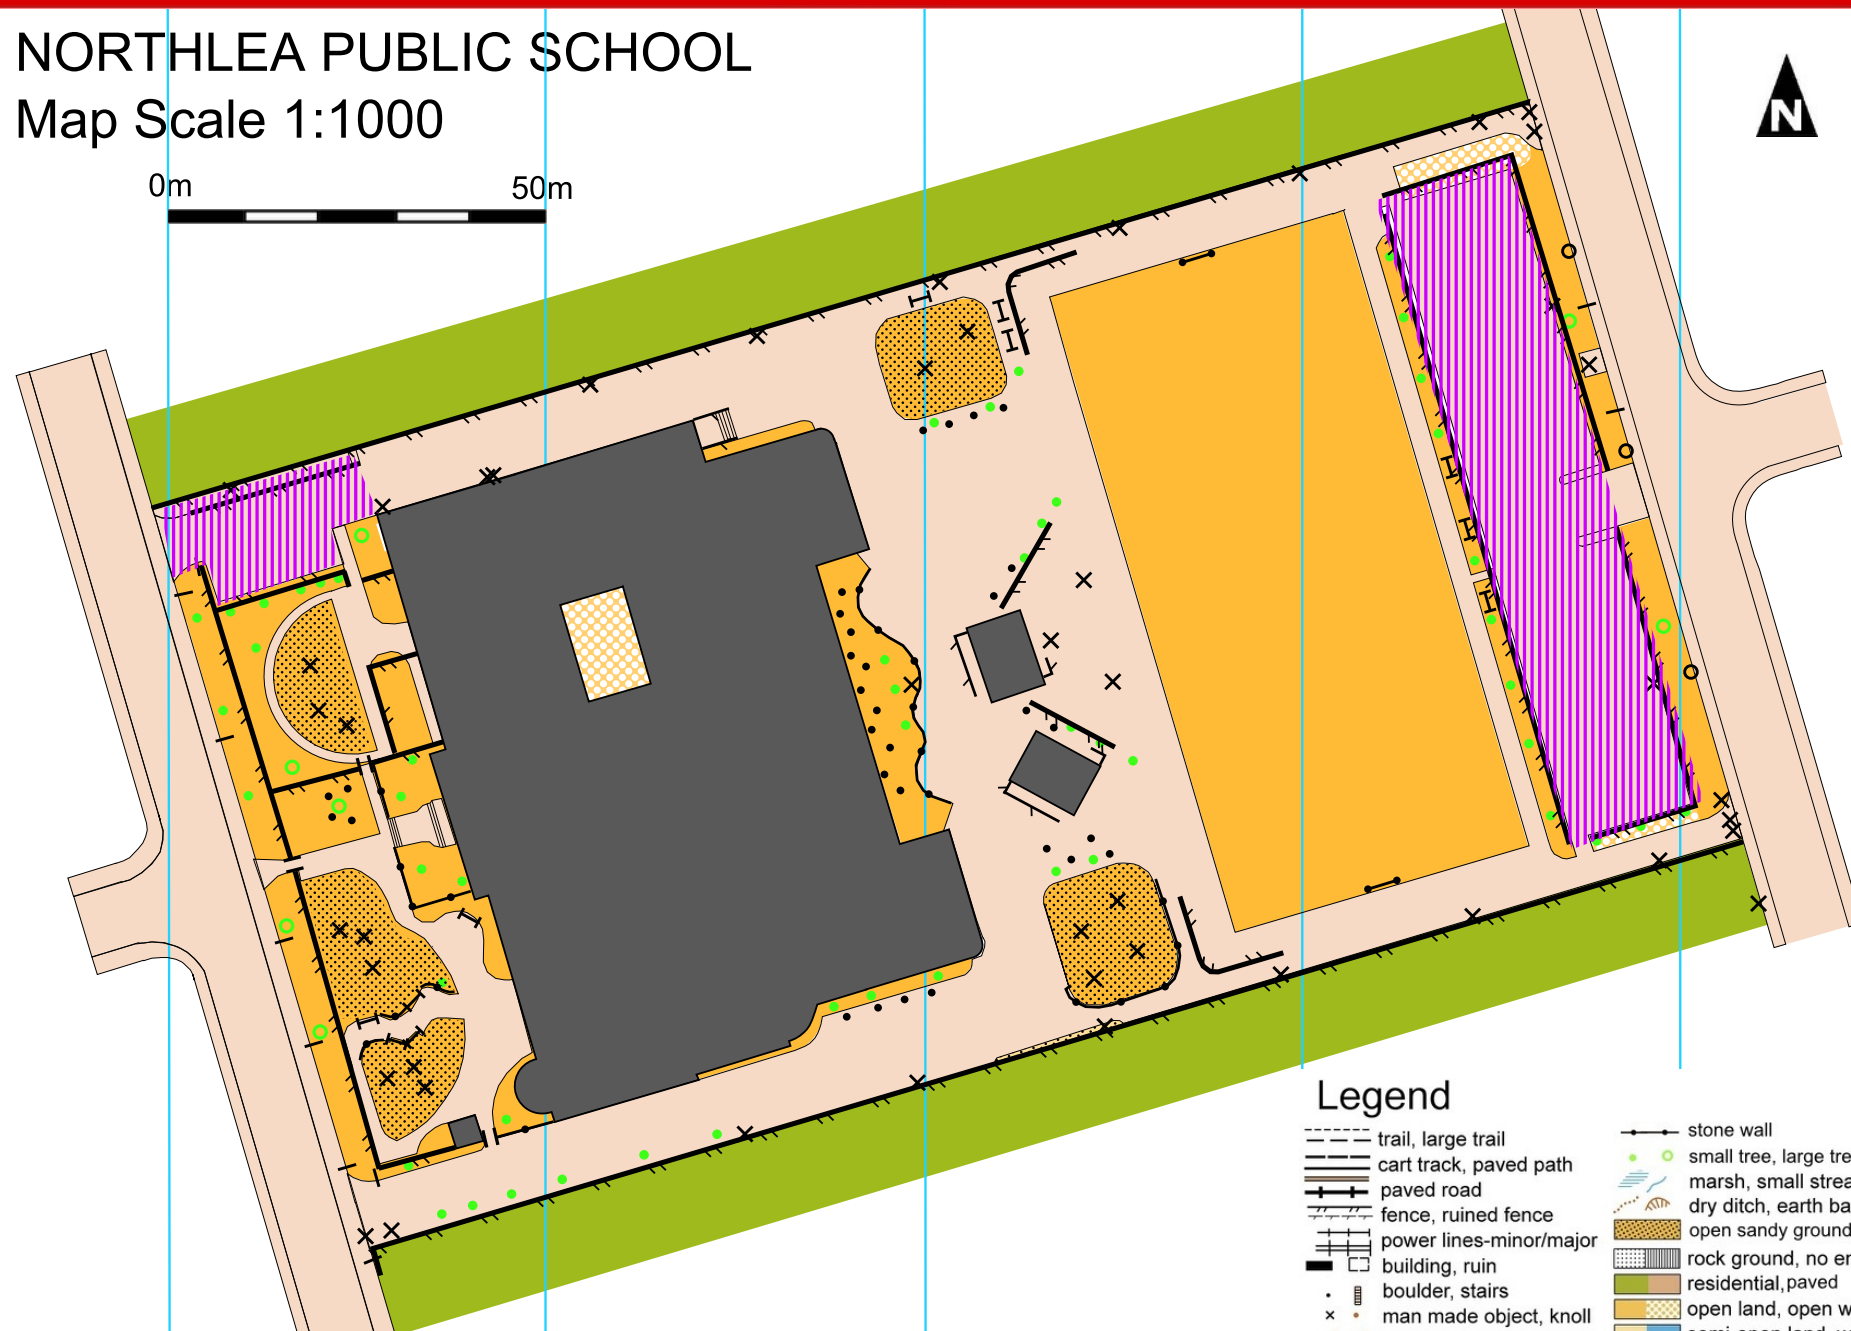 NORTHLEA PUBLIC SCHOOL
Map Scale 1:1000
0m
50m
N
Legend
trail, large trail
cart track, paved path
paved road
fence, ruined fence
power lines-minor/major
building, ruin
boulder, stairs
man made object, knoll
stone wall
small tree, large tre
marsh, small strea
dry ditch, earth ba
open sandy ground
rock ground, no en
residential, paved
open land, open w